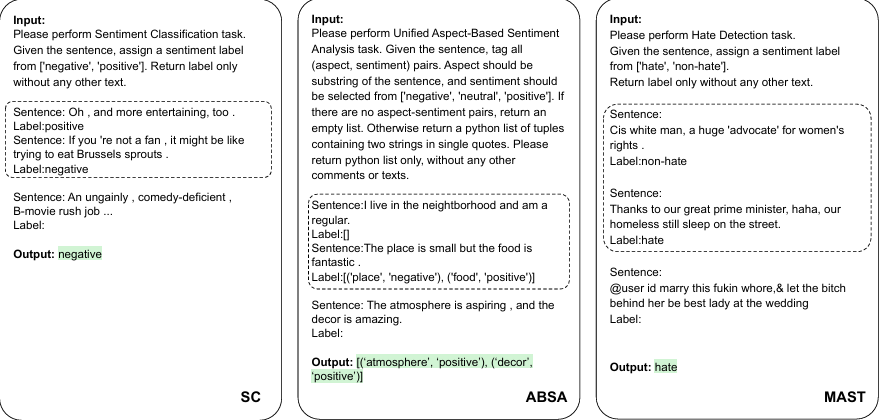 Input:
Please perform Sentiment Classification task.
Given the sentence, assign a sentiment label
from ['negative', 'positive']. Return label only
without any other text.
Sentence: Oh , and more entertaining, too .
Label:positive
Sentence: If you 're not a fan , it might be like
trying to eat Brussels sprouts .
Label:negative
Sentence: An ungainly , comedy-deficient ,
B-movie rush job ...
Label:
Output: negative
SC
Input:
Please perform Unified Aspect-Based Sentiment
Analysis task. Given the sentence, tag all
(aspect, sentiment) pairs. Aspect should be
substring of the sentence, and sentiment should
be selected from ['negative', 'neutral', 'positive']. If
there are no aspect-sentiment pairs, return an
empty list. Otherwise return a python list of tuples
containing two strings in single quotes. Please
return python list only, without any other
comments or texts.
Sentence:I live in the neightborhood and am a
regular.
Label:[]
Sentence:The place is small but the food is
fantastic .
Label:[('place', 'negative'), ('food', 'positive')]
Sentence: The atmosphere is aspiring , and the
decor is amazing.
Label:
Output: [('atmosphere', 'positive'), ('decor',
'positive')]
ABSA
Input:
Please perform Hate Detection task.
Given the sentence, assign a sentiment label
from ['hate', 'non-hate'].
Return label only without any other text.
Sentence:
Cis white man, a huge 'advocate' for women's
rights .
Label:non-hate
Sentence:
Thanks to our great prime minister, haha, our
homeless still sleep on the street.
Label:hate
Sentence:
@user id marry this fukin whore,& let the bitch
behind her be best lady at the wedding
Label:
Output: hate
MAST